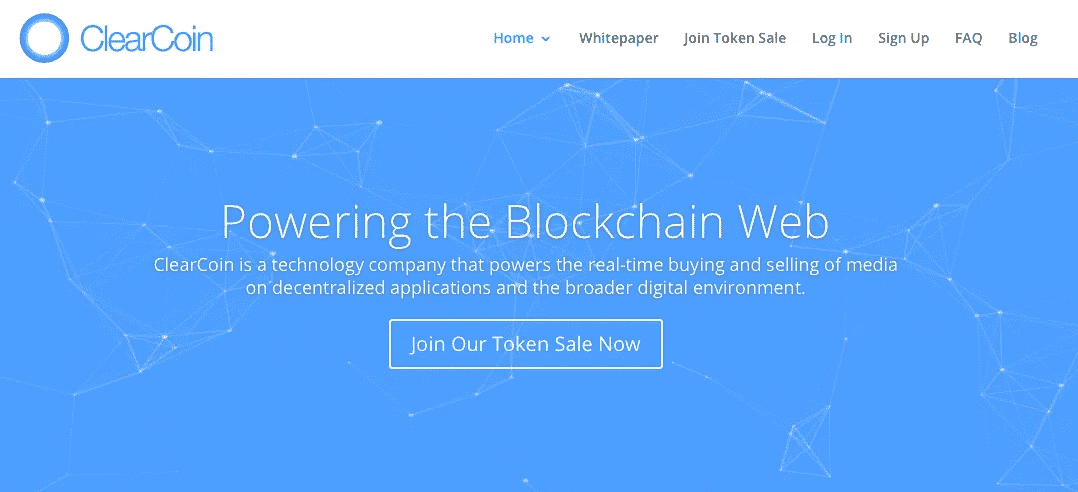 ClearCoin
Home Whitepaper Join Token Sale Log In Sign Up FAQ Blog
Powering the Blockchain Web
ClearCoin is a technology company that powers the real-time buying and selling of media
on decentralized applications and the broader digital environment.
Join Our Token Sale Now